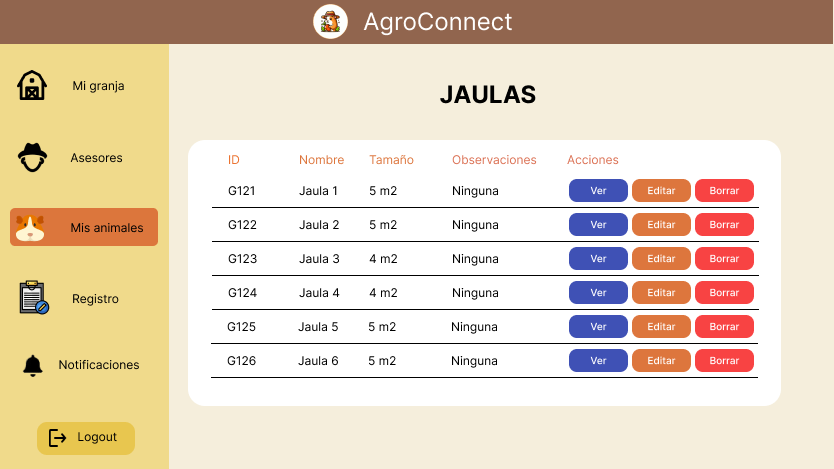 AgroConnect
Mi granja
Asesores
Mis animales
Registro
Notificaciones
Logout
JAULAS
ID Nombre Tamaño Observaciones Acciones
G121 Jaula 1 5 m2 Ninguna Ver Editar Borrar
G122 Jaula 2 5 m2 Ninguna Ver Editar Borrar
G123 Jaula 3 4 m2 Ninguna Ver Editar Borrar
G124 Jaula 4 4 m2 Ninguna Ver Editar Borrar
G125 Jaula 5 5 m2 Ninguna Ver Editar Borrar
G126 Jaula 6 5 m2 Ninguna Ver Editar Borrar